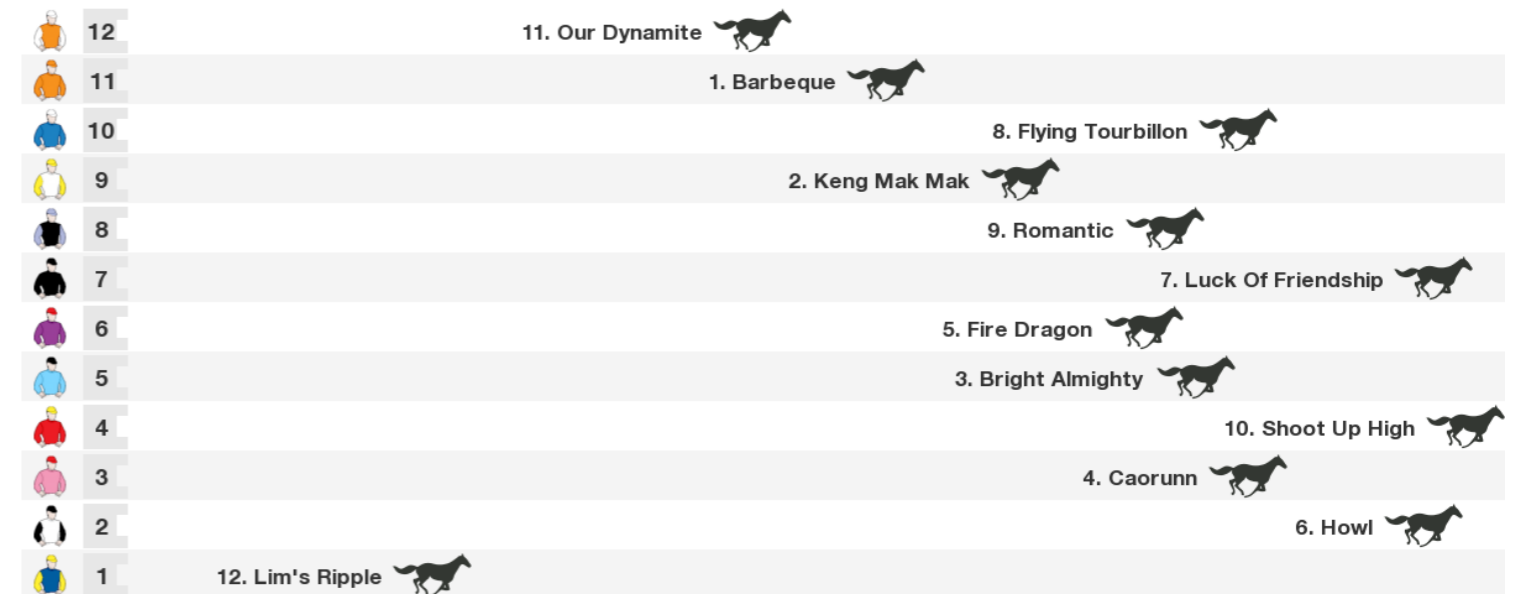 12 11. Our Dynamite
11 1. Barbeque
10 8. Flying Tourbillon
9 2. Keng Mak Mak
8 9. Romantic
7 7. Luck Of Friendship
6 5. Fire Dragon
5 3. Bright Almighty
4 10. Shoot Up High
3 4. Caorunn
2 6. Howl
1 12. Lim's Ripple